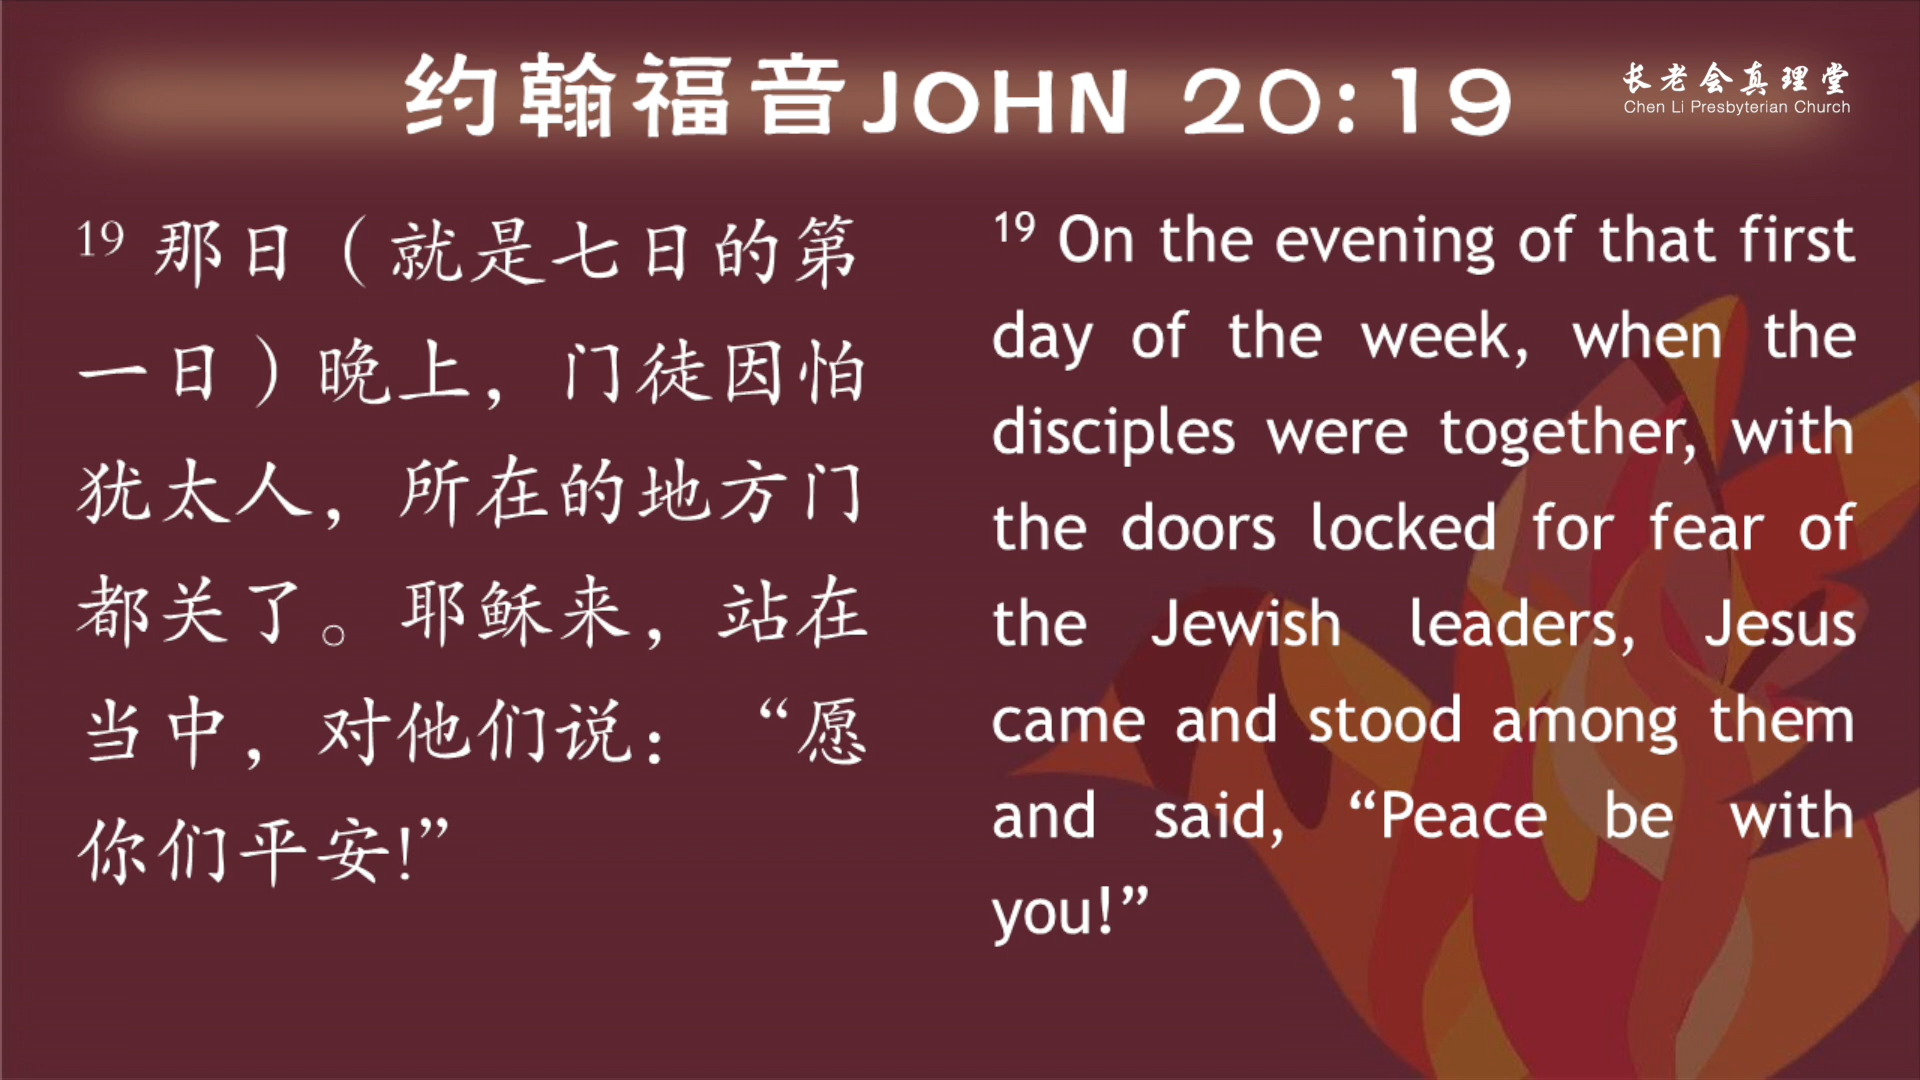 约翰福音JOHN 20:19
长老会真理堂
Chen Li Presbyterian Church
19 那日（就是七日的第
一日）晚上，门徒因怕
犹太人，所在的地方门
都关了。耶稣来，站在
当中，对他们说：“愿
你们平安!”
19 On the evening of that first
day of the week, when the
disciples were together, with
the doors locked for fear of
the Jewish leaders, Jesus
came and stood among them
and said, “Peace be with
you!”